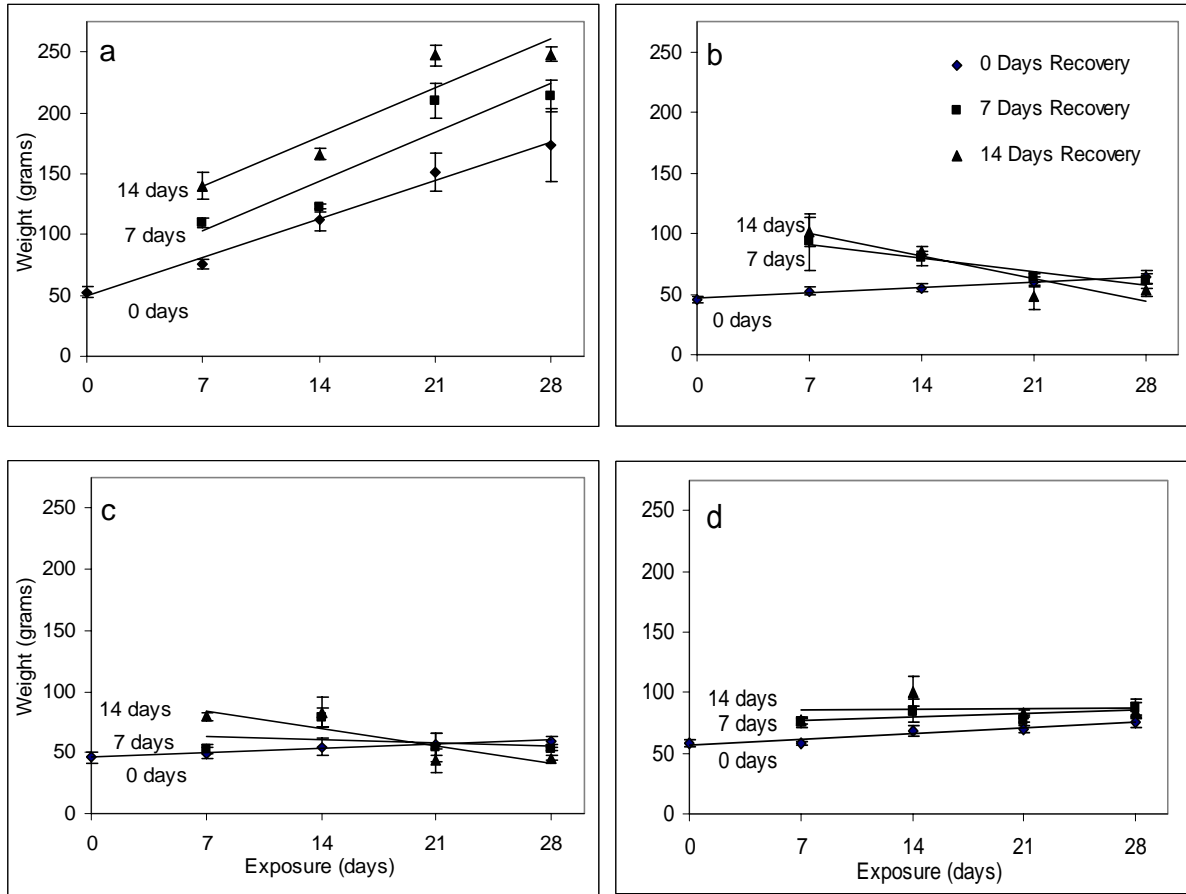 a
Weight (grams)
250
200
150
100
50
0
14 days
7 days
0 days
0 7 14 21 28
b
0 Days Recovery
7 Days Recovery
14 Days Recovery
250
200
150
100
50
0
14 days
7 days
0 days
0 7 14 21 28
c
Weight (grams)
250
200
150
100
50
0
14 days
7 days
0 days
0 7 14 21 28
Exposure (days)
d
250
200
150
100
50
0
14 days
7 days
0 days
0 7 14 21 28
Exposure (days)